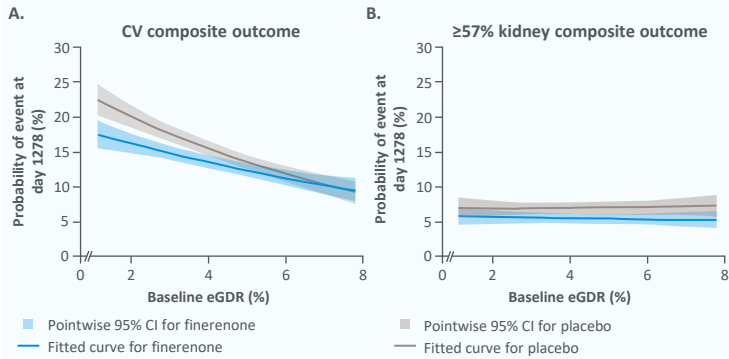 A.
CV composite outcome
Probability of event at
day 1278 (%)
30
25
20
15
10
5
0
0
2
4
6
8
Baseline eGDR (%)
Pointwise 95% CI for finerenone
Fitted curve for finerenone
B.
≥57% kidney composite outcome
Probability of event at
day 1278 (%)
30
25
20
15
10
5
0
0
2
4
6
8
Baseline eGDR (%)
Pointwise 95% CI for placebo
Fitted curve for placebo